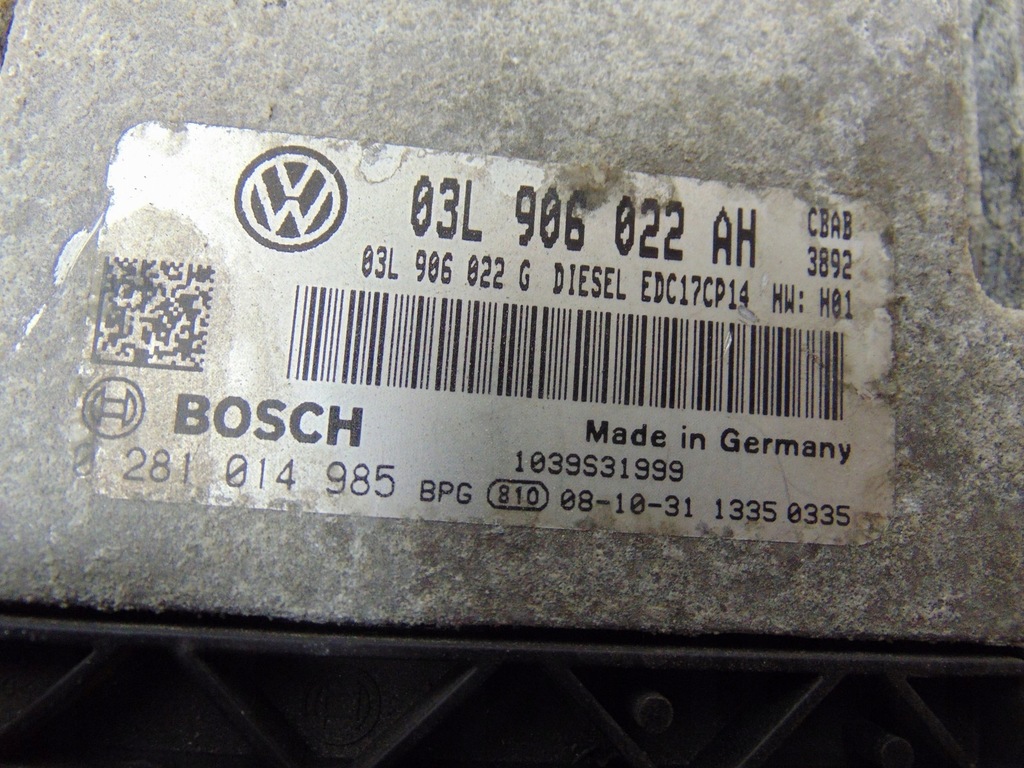 03L 906 022 AH CBAB
3892
03L 906 022 G DIESEL EDC17CP14 HW: H01
BOSCH
Made in Germany
1039S31999
0 281 014 985 BPG 810 08-10-31 1335 0335